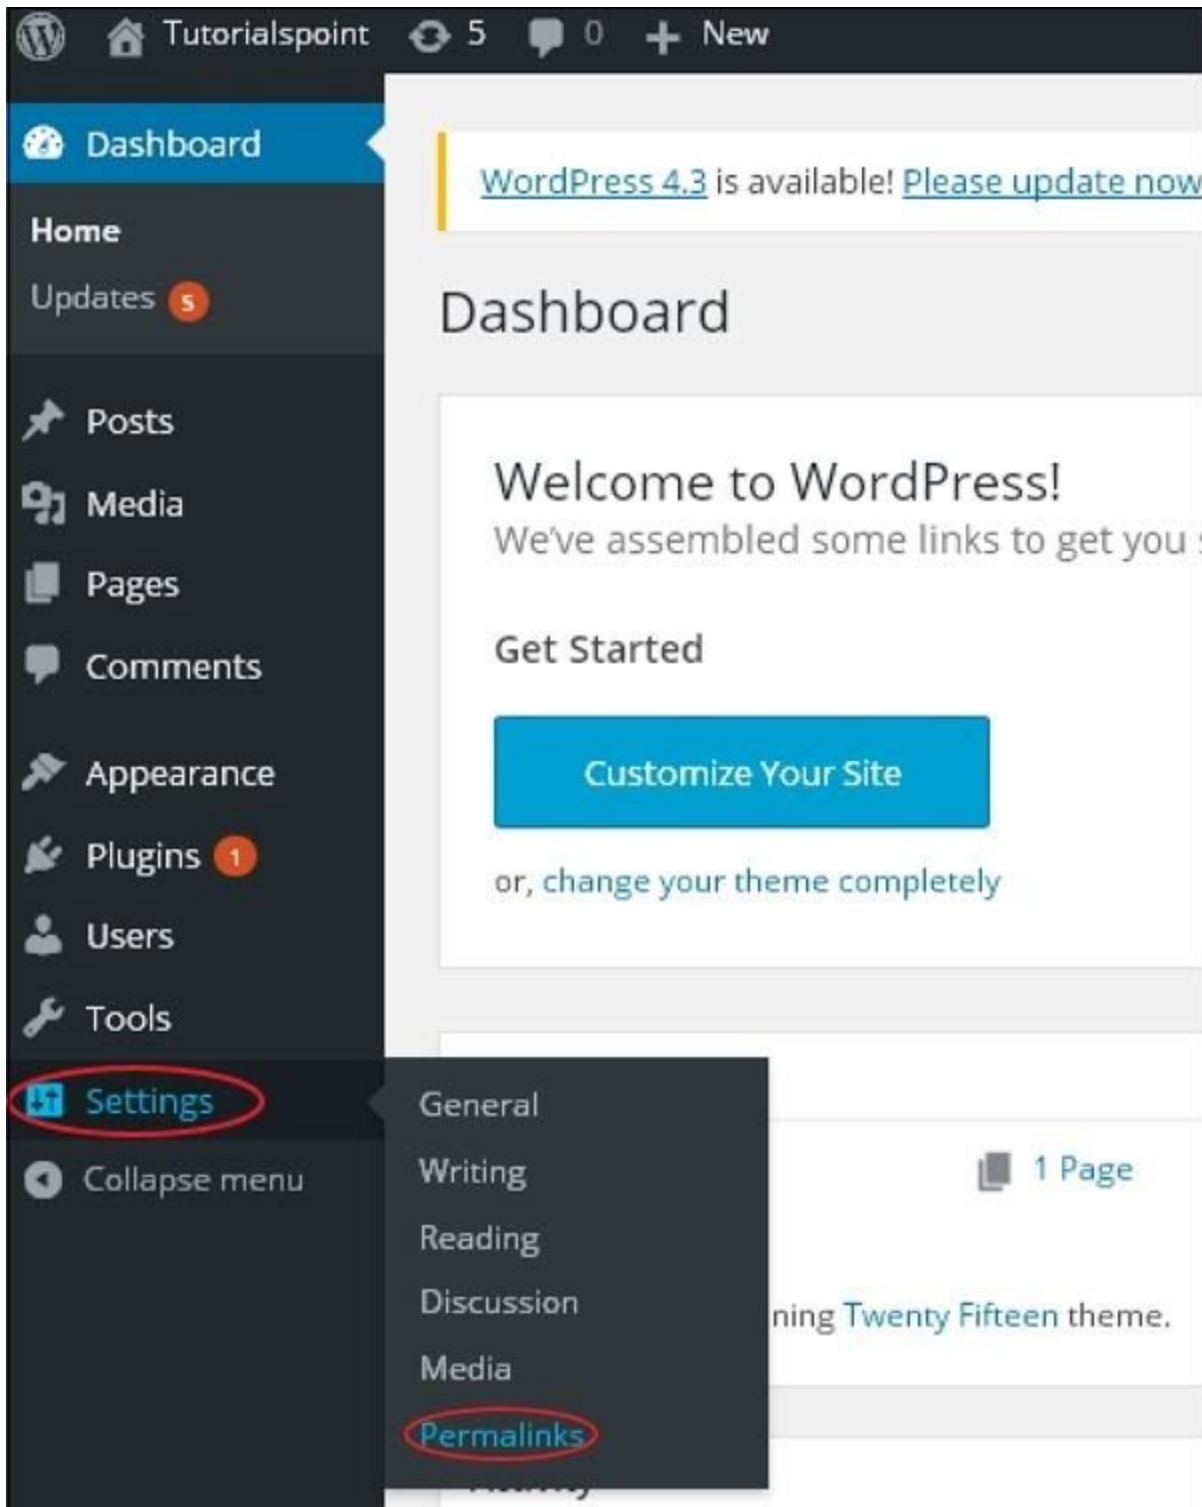 Tutorialspoint 5 0 New
Dashboard
Home
Updates 5
Posts
Media
Pages
Comments
Appearance
Plugins 1
Users
Tools
Settings
Collapse menu
General
Writing
Reading
Discussion
Media
Permalinks
WordPress 4.3 is available! Please update now
Dashboard
Welcome to WordPress!
We've assembled some links to get you
Get Started
Customize Your Site
or, change your theme completely
1 Page
ning Twenty Fifteen theme.